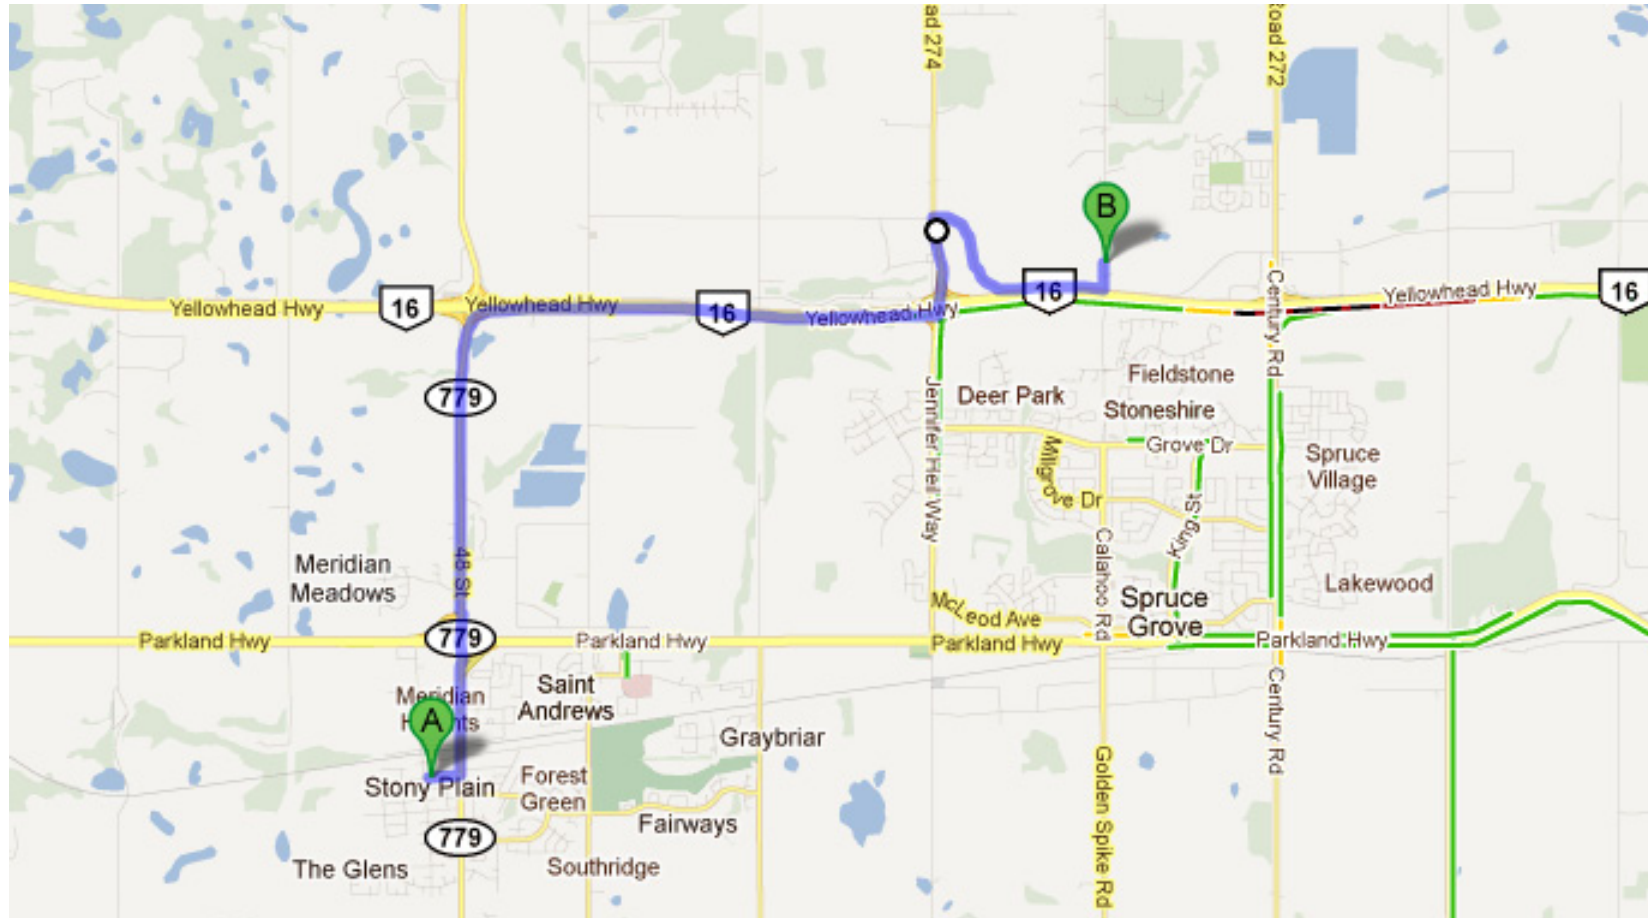 ad 274
Road 272
B
16
Yellowhead Hwy
16
Yellowhead Hwy
16
Yellowhead Hwy
16
Yellowhead Hwy
Century Rd
779
Jennifer Heil Way
Deer Park
Fieldstone
Stoneshire
Grove Dr
Millgrove Dr
King St
Calahoo Rd
Spruce
Village
48 St
Meridian
Meadows
Lakewood
McLeod Ave
Spruce
Grove
Parkland Hwy
779
Parkland Hwy
Parkland Hwy
Parkland Hwy
Meridian
A
Saint
Andrews
Century Rd
Graybriar
Stony Plain
Forest
Green
Golden Spike Rd
779
Fairways
The Glens
Southridge